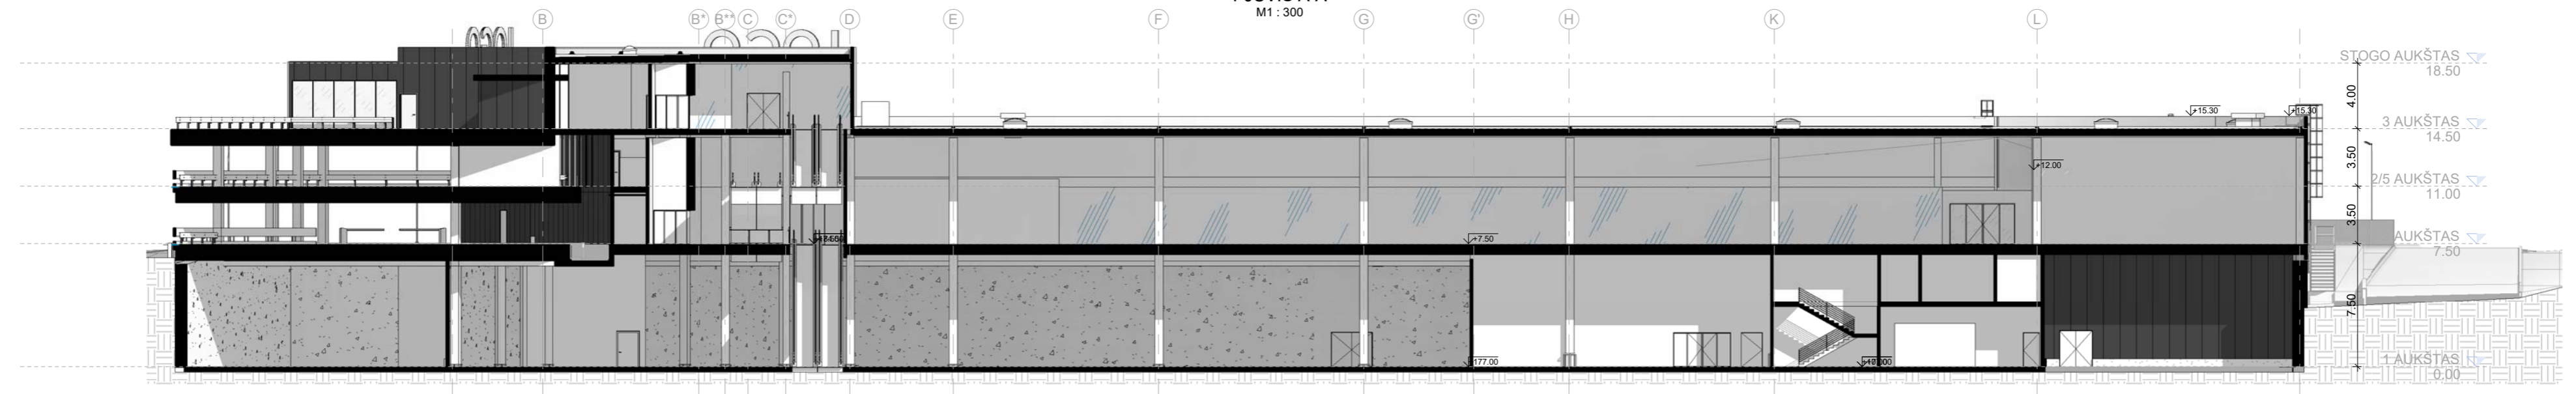 M1 : 300
B
B*
B**
C
C*
D
E
F
G
G'
H
K
L
STOGO AUKŠTAS
18.50
4.00
+15.30
+15.30
3 AUKŠTAS
14.50
3.50
+12.00
2/5 AUKŠTAS
11.00
3.50
+7.50
AUKŠTAS
7.50
7.50
177.00
1 AUKŠTAS
0.00